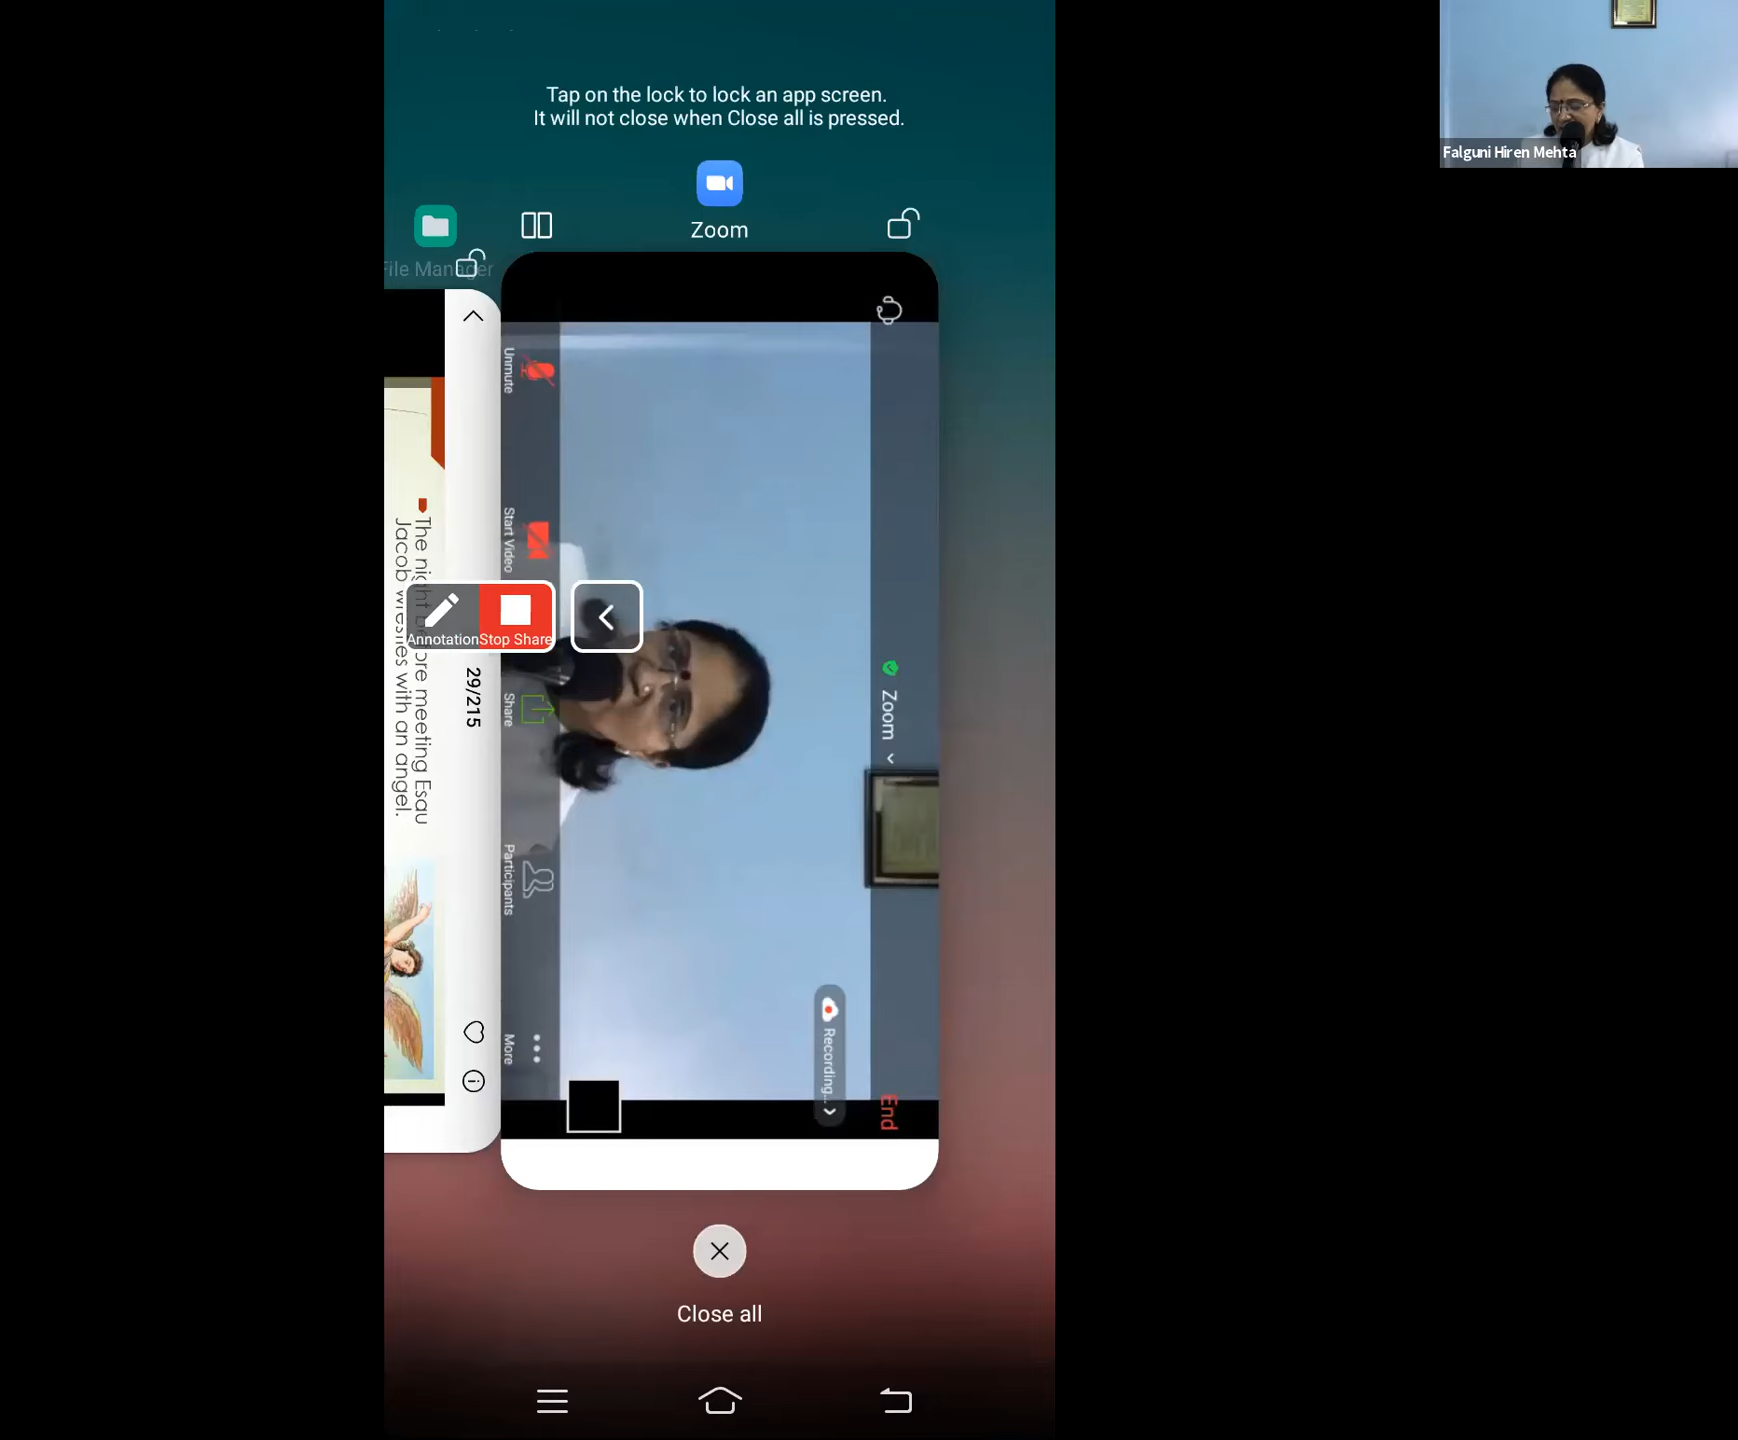 Tap on the lock to lock an app screen.
It will not close when Close all is pressed.
Zoom
File Manager
Falguni Hiren Mehta
Unmute
Start Video
Share
Participants
More
Zoom
Recording...
End
Annotation
Stop Share
29/215
The night before meeting Esau
Jacob wrestles with an angel.
Close all